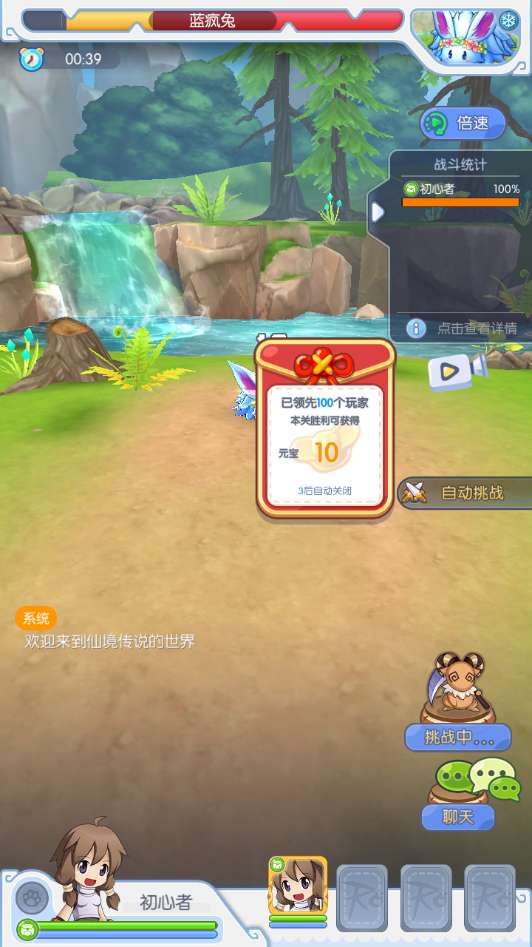 蓝疯兔
00:39
倍速
战斗统计
初心者 100%
点击查看详情
已领先100个玩家
本关胜利可获得
元宝 10
3后自动关闭
自动挑战
系统
欢迎来到仙境传说的世界
挑战中...
聊天
初心者